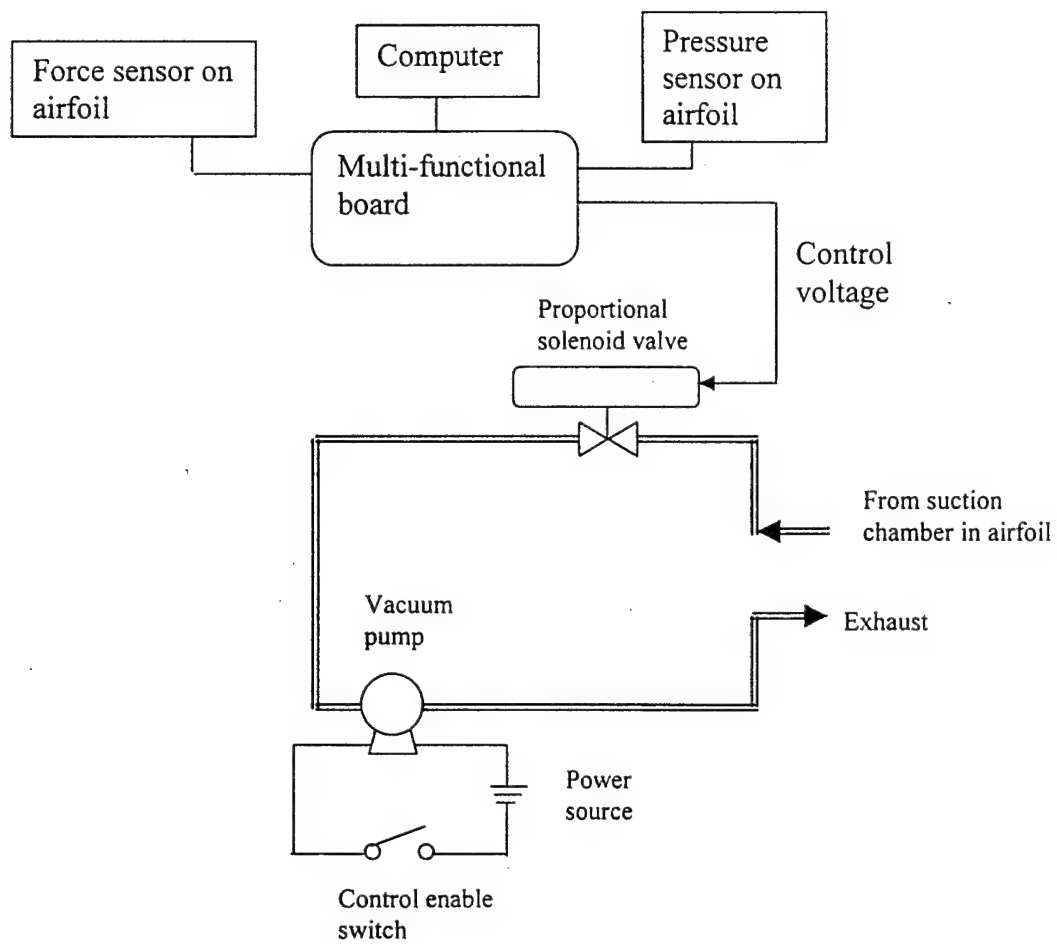 Force sensor on
airfoil
Computer
Pressure
sensor on
airfoil
Multi-functional
board
Control
voltage
Proportional
solenoid valve
From suction
chamber in airfoil
Vacuum
pump
Exhaust
Power
source
Control enable
switch